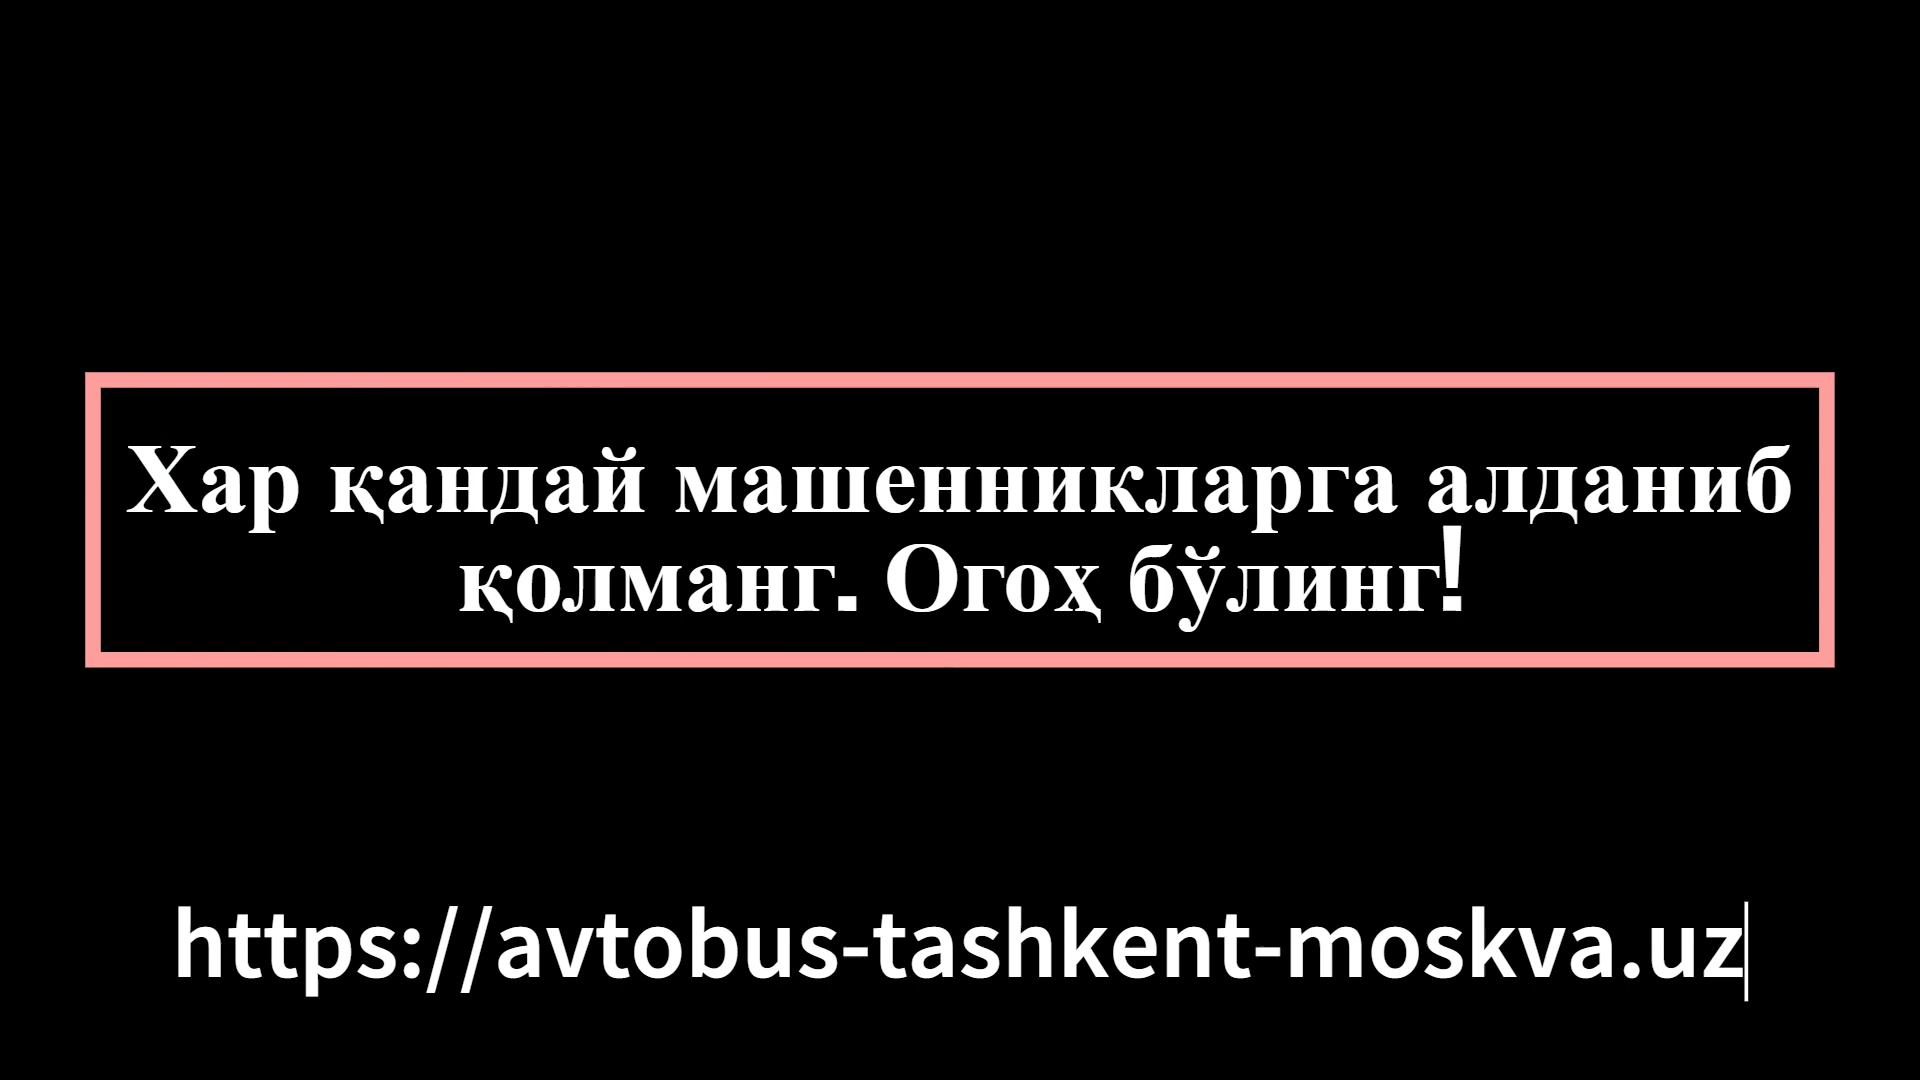 Хар қандай машенникларга алданиб
қолманг. Огоҳ бўлинг!
https://avtobus-tashkent-moskva.uz